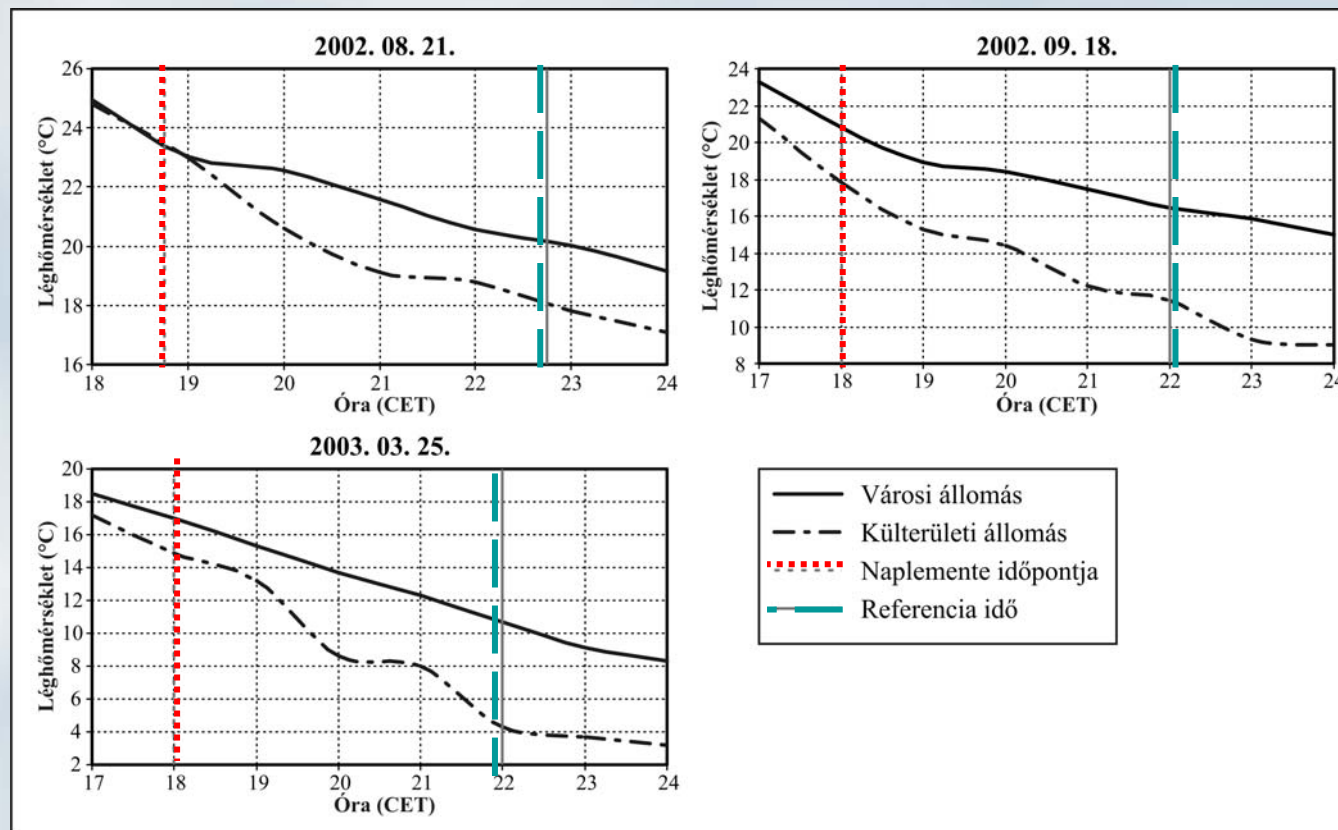 2002. 08. 21.
26
24
22
20
18
16
Léghőmérséklet (°C)
18 19 20 21 22 23 24
Óra (CET)
2002. 09. 18.
24
22
20
18
16
14
12
10
8
Léghőmérséklet (°C)
17 18 19 20 21 22 23 24
Óra (CET)
2003. 03. 25.
20
18
16
14
12
10
8
6
4
2
Léghőmérséklet (°C)
17 18 19 20 21 22 23 24
Óra (CET)
Városi állomás
Külterületi állomás
Naplemente időpontja
Referencia idő